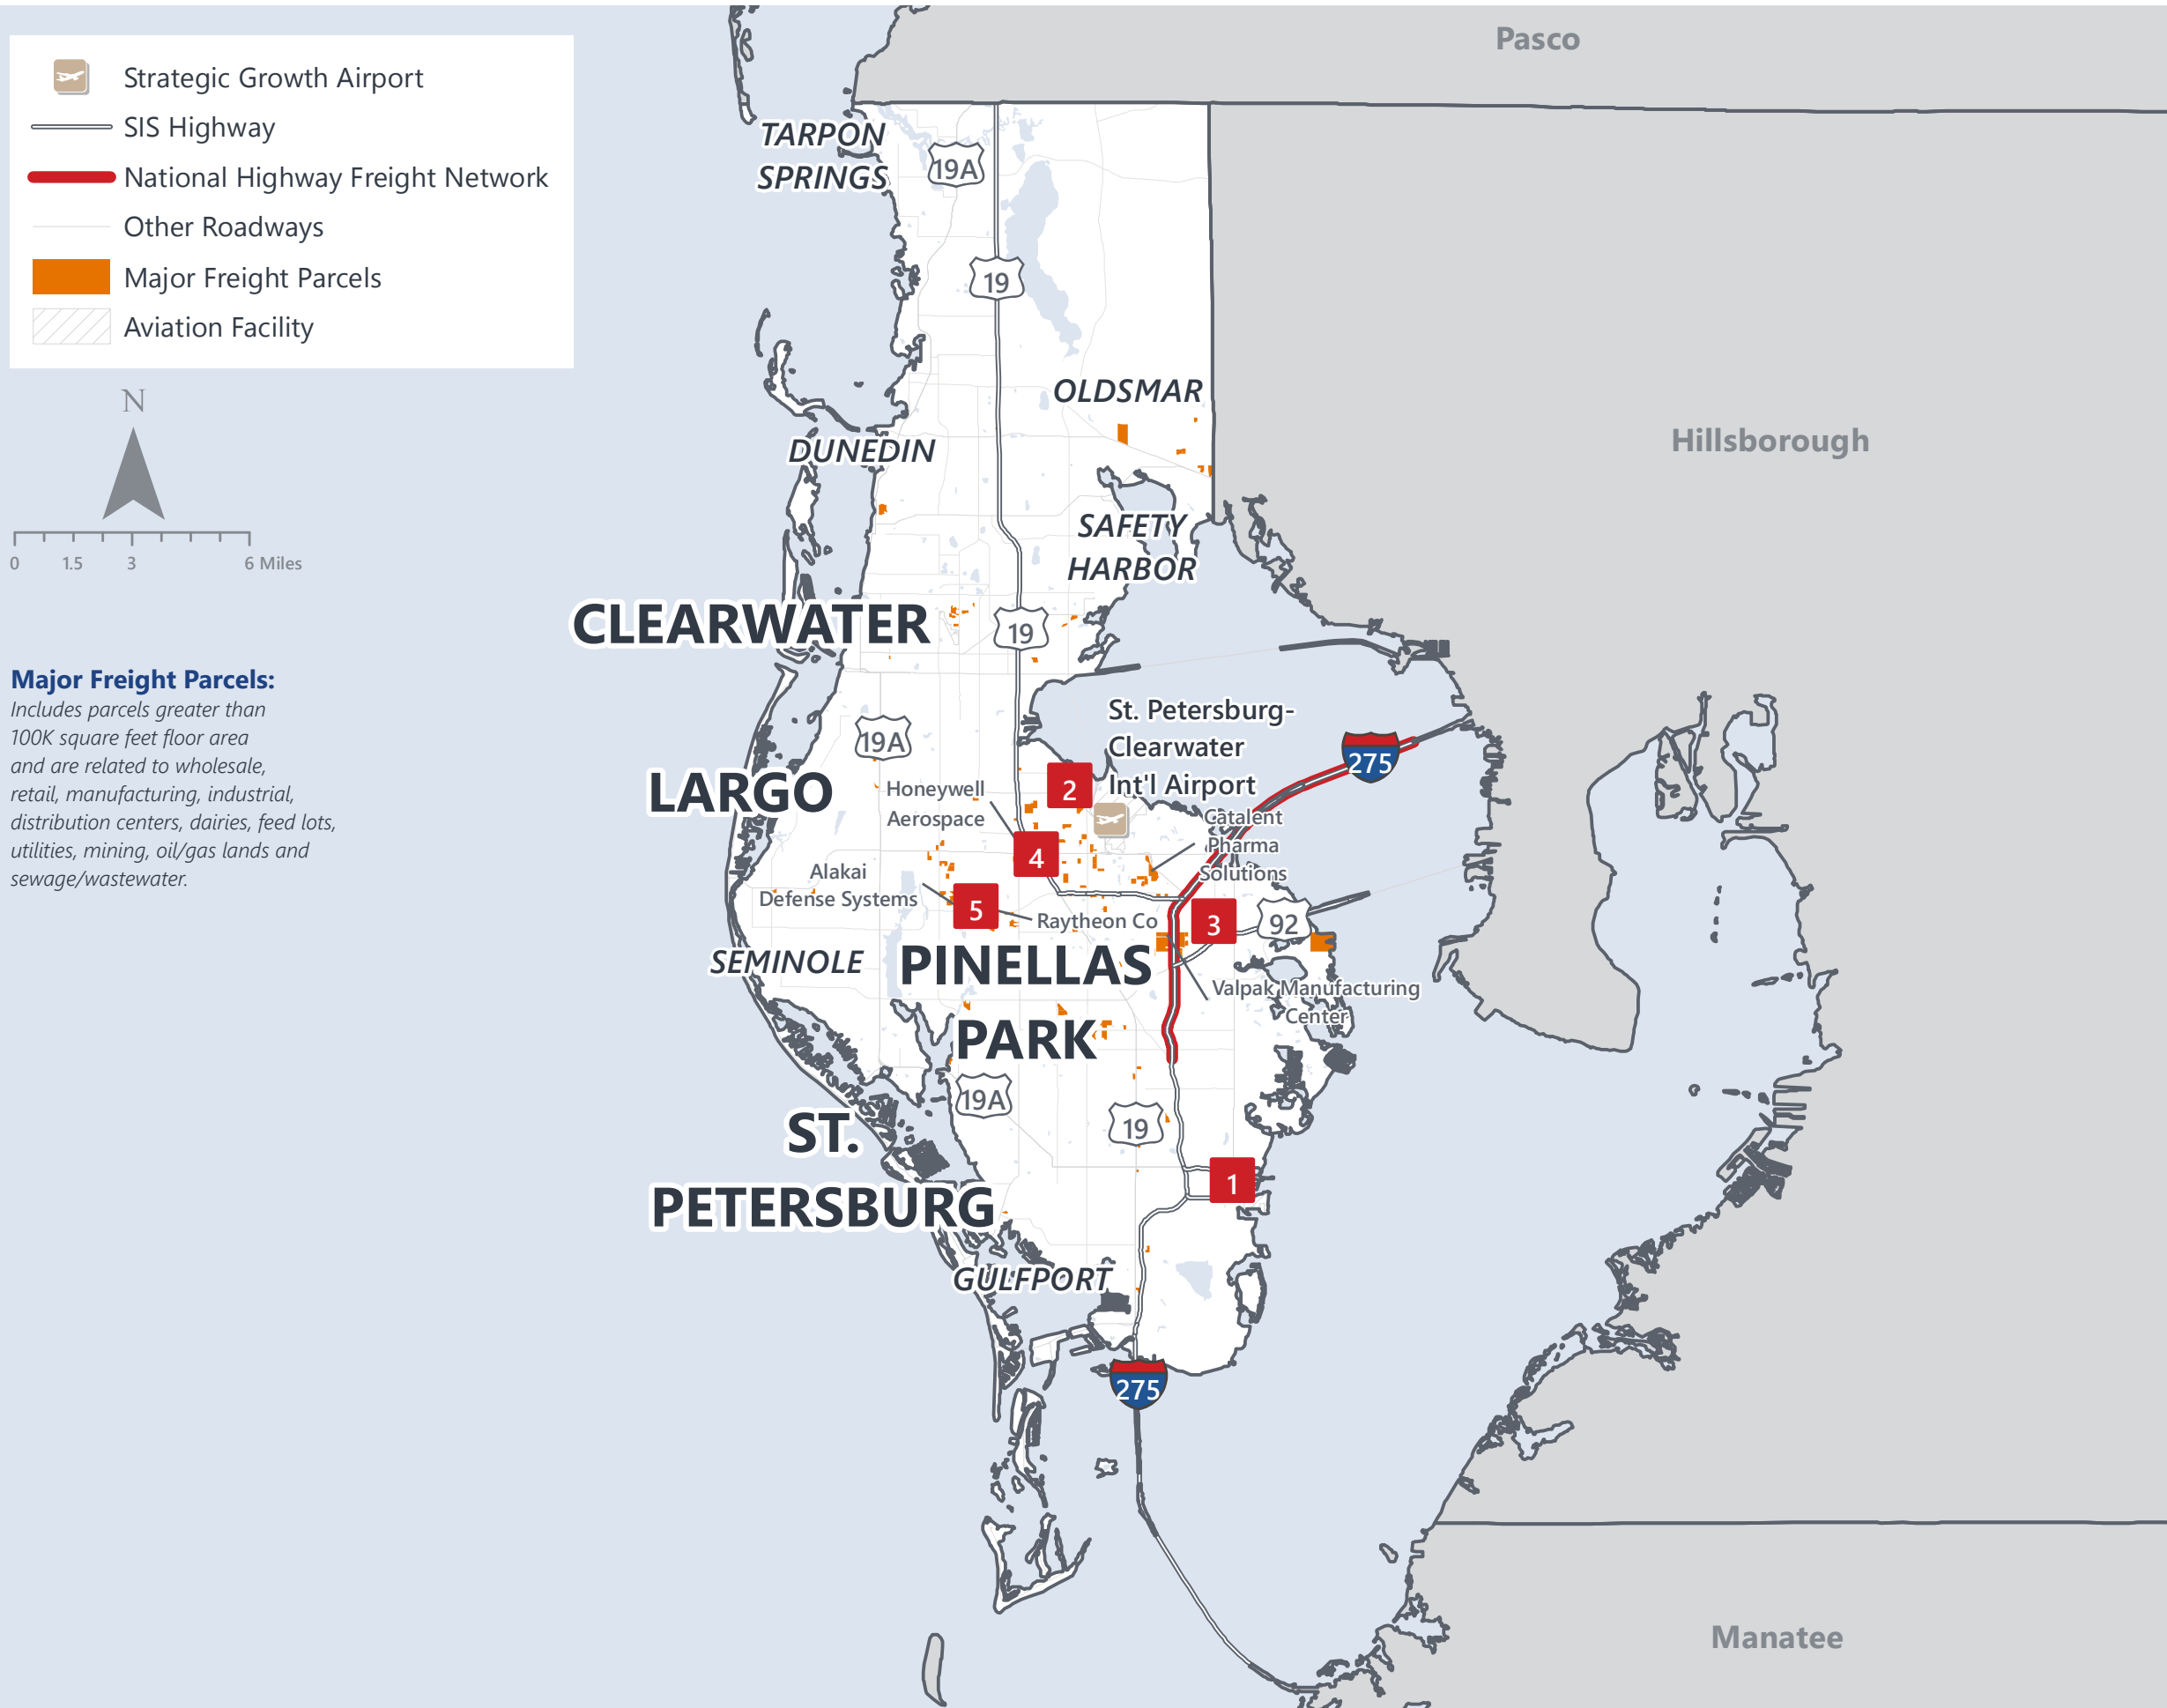 Strategic Growth Airport
SIS Highway
National Highway Freight Network
Other Roadways
Major Freight Parcels
Aviation Facility
N
0 1.5 3 6 Miles
Major Freight Parcels:
Includes parcels greater than
100K square feet floor area
and are related to wholesale,
retail, manufacturing, industrial,
distribution centers, dairies, feed lots,
utilities, mining, oil/gas lands and
sewage/wastewater.
Pasco
Hillsborough
Manatee
TARPON
SPRINGS
19A
19
OLDSMAR
DUNEDIN
SAFETY
HARBOR
CLEARWATER
19
St. Petersburg-
Clearwater
Int'l Airport
19A
275
LARGO
2
Honeywell
Aerospace
Catalent
Pharma
Solutions
4
Alakai
Defense Systems
5
Raytheon Co
3
92
SEMINOLE
PINELLAS
PARK
Valpak Manufacturing
Center
19A
19
ST.
PETERSBURG
1
GULFPORT
275